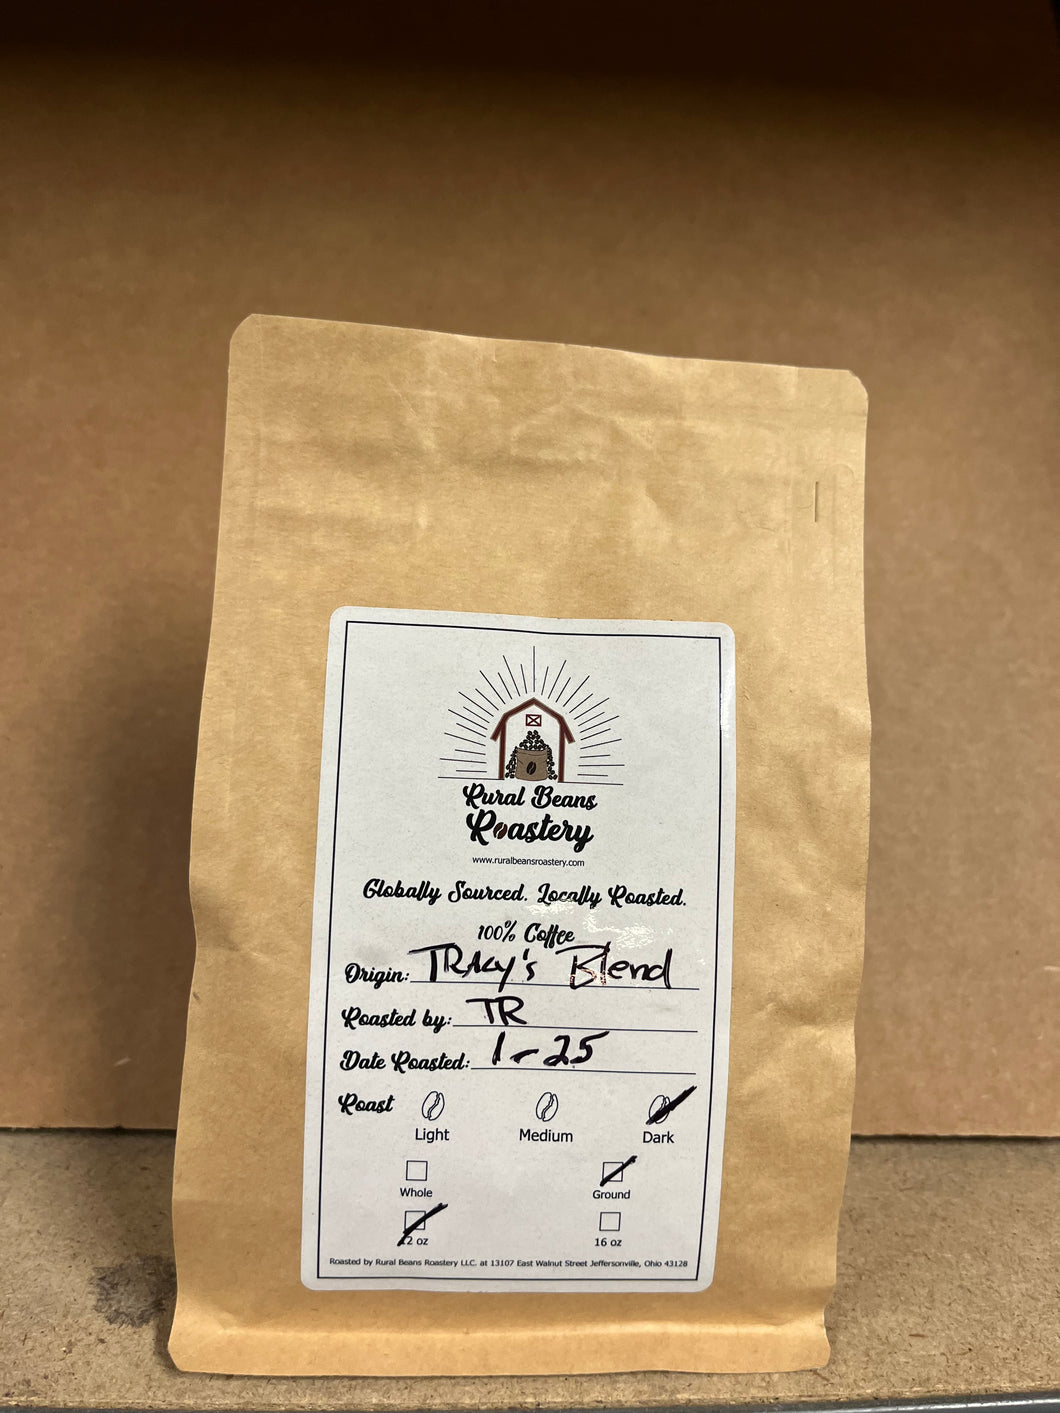 Rural Beans
Roastery
www.ruralbeansroastery.com
Globally Sourced. Locally Roasted.
100% Coffee
Origin: TRACy's Blend
Roasted by: TR
Date Roasted: 1-25
Roast
Light Medium Dark
Whole Ground
12 oz 16 oz
Roasted by Rural Beans Roastery LLC. at 13107 East Walnut Street Jeffersonville, Ohio 43128